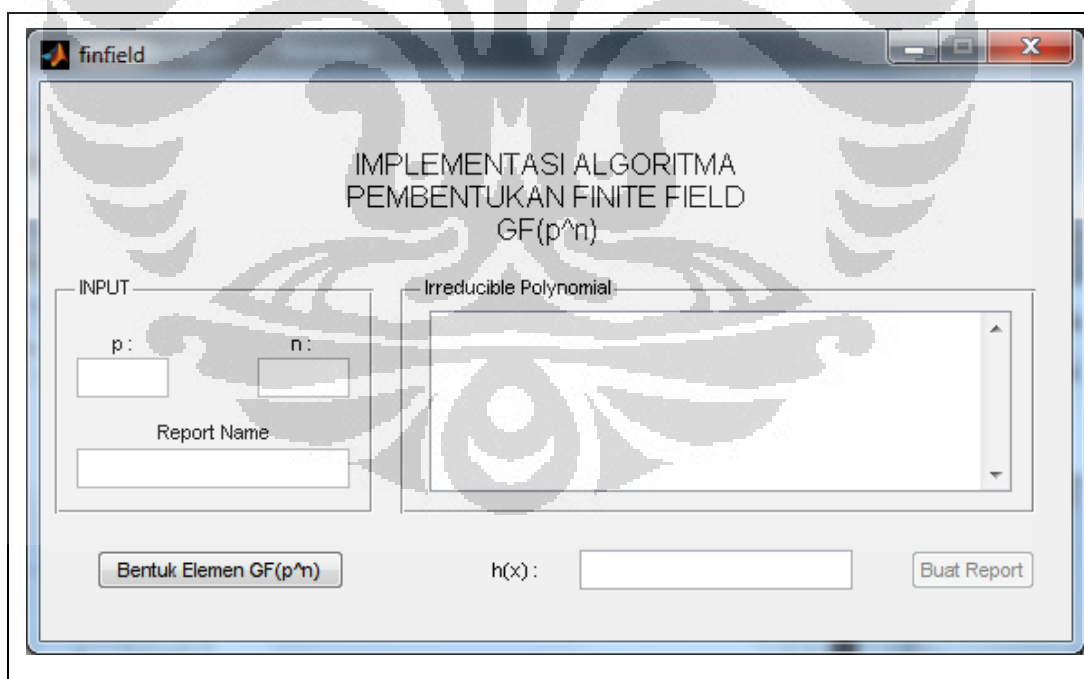 finfield
IMPLEMENTASI ALGORITMA
PEMBENTUKAN FINITE FIELD
GF(p^n)
INPUT
p :
n :
Report Name
Irreducible Polynomial
Bentuk Elemen GF(p^n)
h(x) :
Buat Report